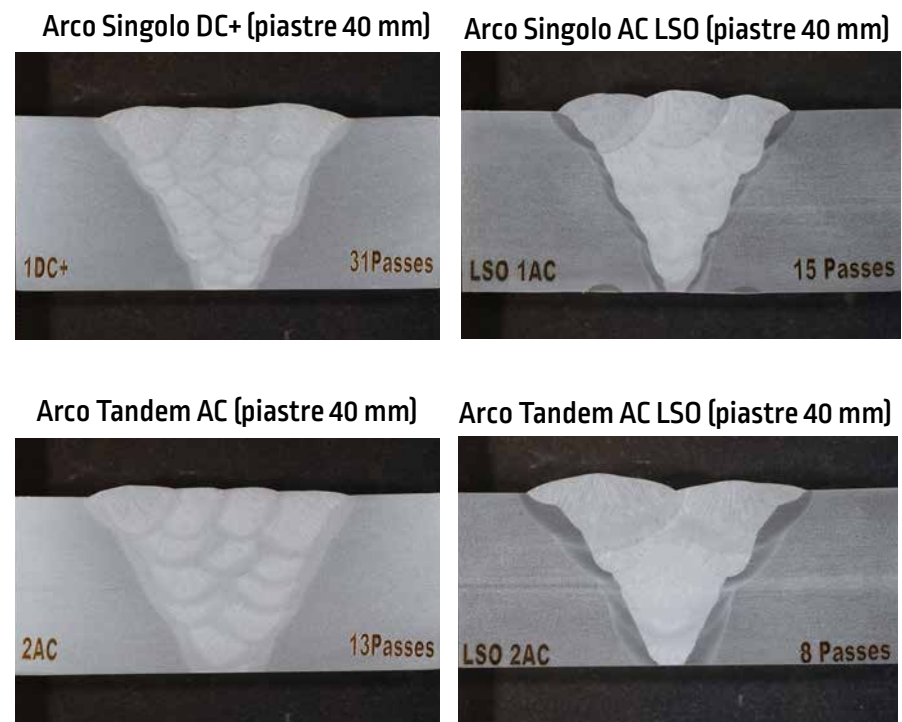 Arco Singolo DC+ (piastre 40 mm)
Arco Singolo AC LSO (piastre 40 mm)
1DC+
31Passes
LSO 1AC
15 Passes
Arco Tandem AC (piastre 40 mm)
Arco Tandem AC LSO (piastre 40 mm)
2AC
13Passes
LSO 2AC
8 Passes